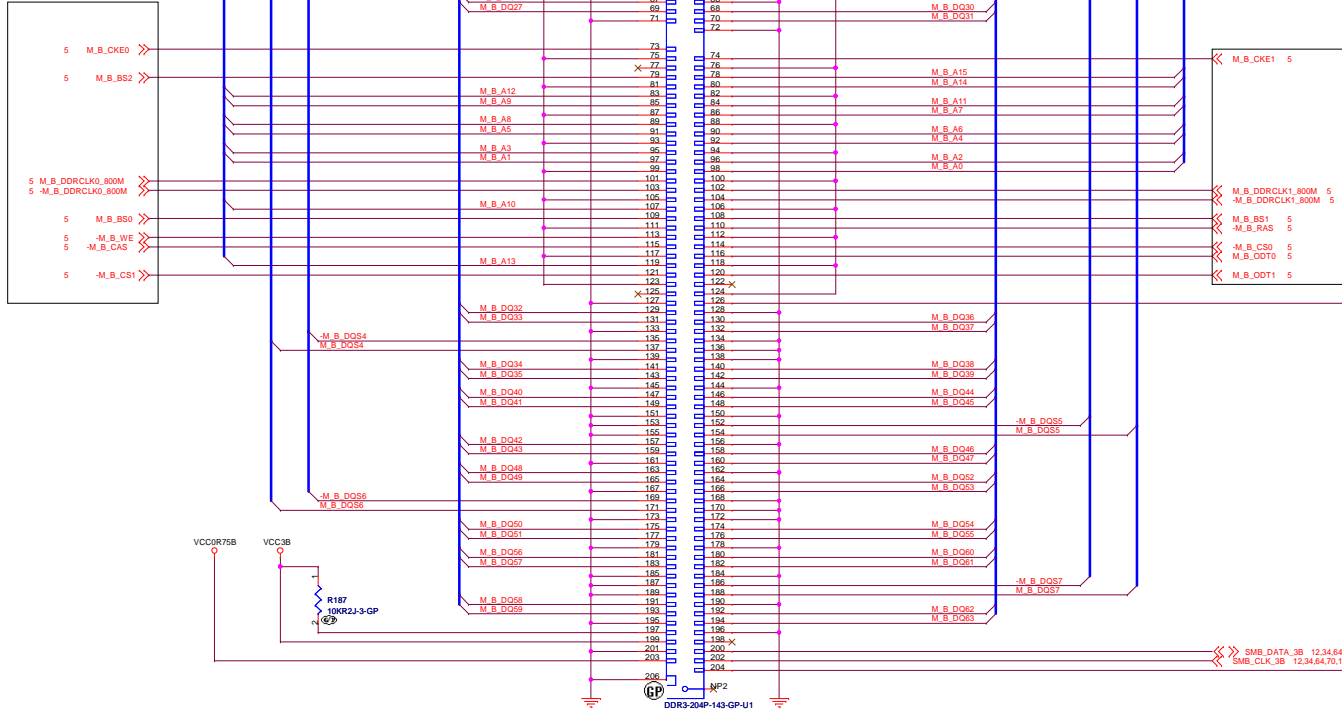 M_B_DQ27
69
71
68
70
72
M_B_DQ30
M_B_DQ31
5 M_B_CKE0
5 M_B_BS2
5 M_B_DDRCLK0_800M
5 -M_B_DDRCLK0_800M
5 M_B_BS0
5 -M_B_WE
5 -M_B_CAS
5 -M_B_CS1
M_B_A12
M_B_A9
M_B_A8
M_B_A5
M_B_A3
M_B_A1
M_B_A10
M_B_A13
M_B_DQ32
M_B_DQ33
-M_B_DQS4
M_B_DQS4
M_B_DQ34
M_B_DQ35
M_B_DQ40
M_B_DQ41
M_B_DQ42
M_B_DQ43
M_B_DQ48
M_B_DQ49
-M_B_DQS6
M_B_DQS6
M_B_DQ50
M_B_DQ51
M_B_DQ56
M_B_DQ57
M_B_DQ58
M_B_DQ59
73
75
77
79
81
83
85
87
89
91
93
95
97
99
101
103
105
107
109
111
113
115
117
119
121
123
125
127
129
131
133
135
137
139
141
143
145
147
149
151
153
155
157
159
161
163
165
167
169
171
173
175
177
179
181
183
185
187
189
191
193
195
197
199
201
203
206
74
76
78
80
82
84
86
88
90
92
94
96
98
100
102
104
106
108
110
112
114
116
118
120
122
124
126
128
130
132
134
136
138
140
142
144
146
148
150
152
154
156
158
160
162
164
166
168
170
172
174
176
178
180
182
184
186
188
190
192
194
196
198
200
202
204
NP2
M_B_A15
M_B_A14
M_B_A11
M_B_A7
M_B_A6
M_B_A4
M_B_A2
M_B_A0
M_B_DQ36
M_B_DQ37
M_B_DQ38
M_B_DQ39
M_B_DQ44
M_B_DQ45
-M_B_DQS5
M_B_DQS5
M_B_DQ46
M_B_DQ47
M_B_DQ52
M_B_DQ53
M_B_DQ54
M_B_DQ55
M_B_DQ60
M_B_DQ61
-M_B_DQS7
M_B_DQS7
M_B_DQ62
M_B_DQ63
M_B_CKE1 5
M_B_DDRCLK1_800M 5
-M_B_DDRCLK1_800M 5
M_B_BS1 5
-M_B_RAS 5
-M_B_CS0 5
M_B_ODT0 5
M_B_ODT1 5
SMB_DATA_3B 12,34,64
SMB_CLK_3B 12,34,64,70,1
VCC0R75B
VCC3B
1
R187
10KR2J-3-GP
2
GP
DDR3-204P-143-GP-U1